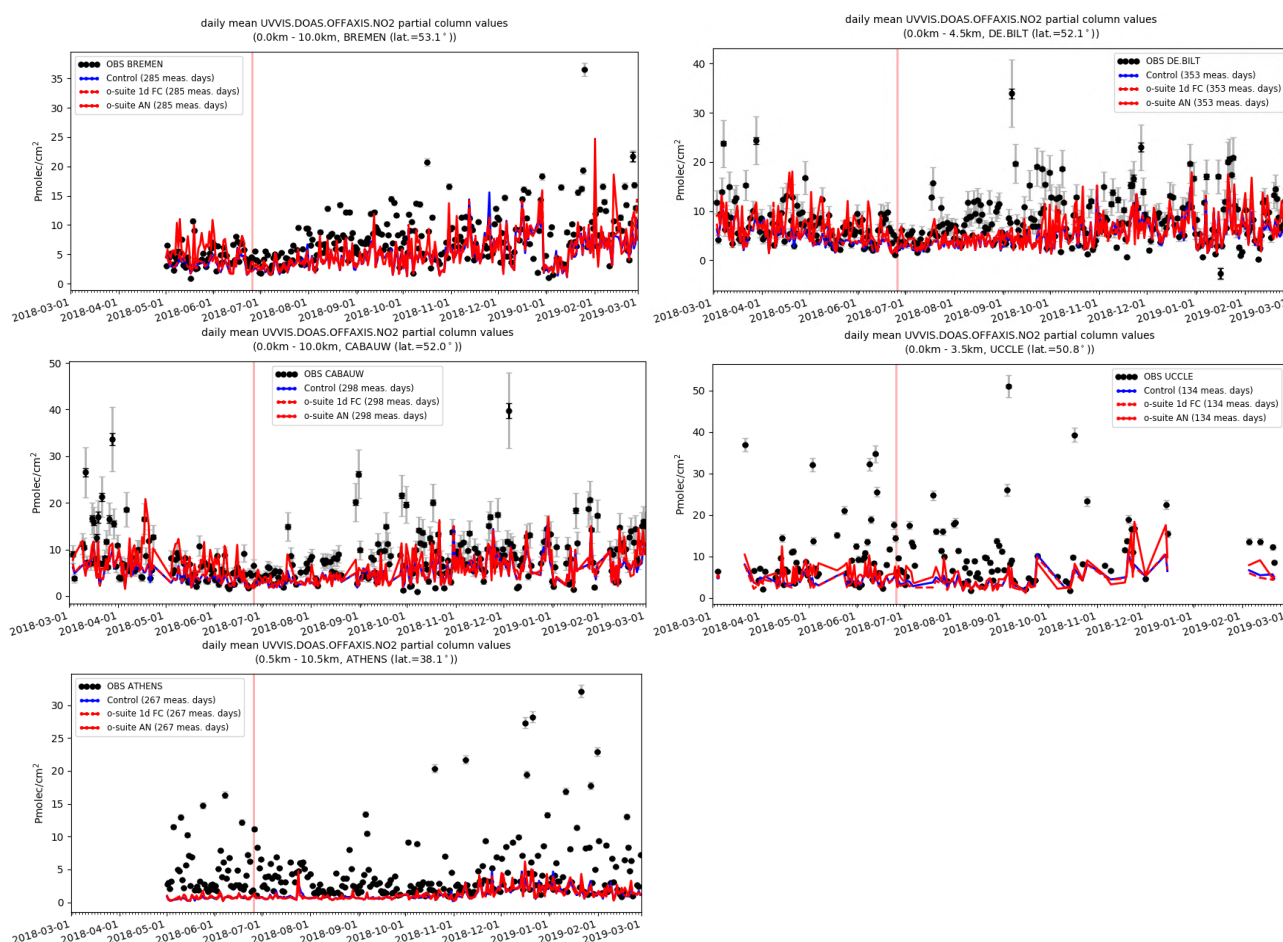 daily mean UVVIS.DOAS.OFFAXIS.NO2 partial column values
(0.0km - 10.0km, BREMEN (lat.=53.1°))
OBS BREMEN
Control (285 meas. days)
o-suite 1d FC (285 meas. days)
o-suite AN (285 meas. days)
Pmolec/cm²
35
30
25
20
15
10
5
0
2018-03-01 2018-04-01 2018-05-01 2018-06-01 2018-07-01 2018-08-01 2018-09-01 2018-10-01 2018-11-01 2018-12-01 2019-01-01 2019-02-01 2019-03-01
daily mean UVVIS.DOAS.OFFAXIS.NO2 partial column values
(0.0km - 4.5km, DE.BILT (lat.=52.1°))
OBS DE.BILT
Control (353 meas. days)
o-suite 1d FC (353 meas. days)
o-suite AN (353 meas. days)
Pmolec/cm²
40
30
20
10
0
2018-03-01 2018-04-01 2018-05-01 2018-06-01 2018-07-01 2018-08-01 2018-09-01 2018-10-01 2018-11-01 2018-12-01 2019-01-01 2019-02-01 2019-03-01
daily mean UVVIS.DOAS.OFFAXIS.NO2 partial column values
(0.0km - 10.0km, CABAUW (lat.=52.0°))
OBS CABAUW
Control (298 meas. days)
o-suite 1d FC (298 meas. days)
o-suite AN (298 meas. days)
Pmolec/cm²
50
40
30
20
10
0
2018-03-01 2018-04-01 2018-05-01 2018-06-01 2018-07-01 2018-08-01 2018-09-01 2018-10-01 2018-11-01 2018-12-01 2019-01-01 2019-02-01 2019-03-01
daily mean UVVIS.DOAS.OFFAXIS.NO2 partial column values
(0.0km - 3.5km, UCCLE (lat.=50.8°))
OBS UCCLE
Control (134 meas. days)
o-suite 1d FC (134 meas. days)
o-suite AN (134 meas. days)
Pmolec/cm²
50
40
30
20
10
0
2018-03-01 2018-04-01 2018-05-01 2018-06-01 2018-07-01 2018-08-01 2018-09-01 2018-10-01 2018-11-01 2018-12-01 2019-01-01 2019-02-01 2019-03-01
daily mean UVVIS.DOAS.OFFAXIS.NO2 partial column values
(0.5km - 10.5km, ATHENS (lat.=38.1°))
OBS ATHENS
Control (267 meas. days)
o-suite 1d FC (267 meas. days)
o-suite AN (267 meas. days)
Pmolec/cm²
30
25
20
15
10
5
0
2018-03-01 2018-04-01 2018-05-01 2018-06-01 2018-07-01 2018-08-01 2018-09-01 2018-10-01 2018-11-01 2018-12-01 2019-01-01 2019-02-01 2019-03-01